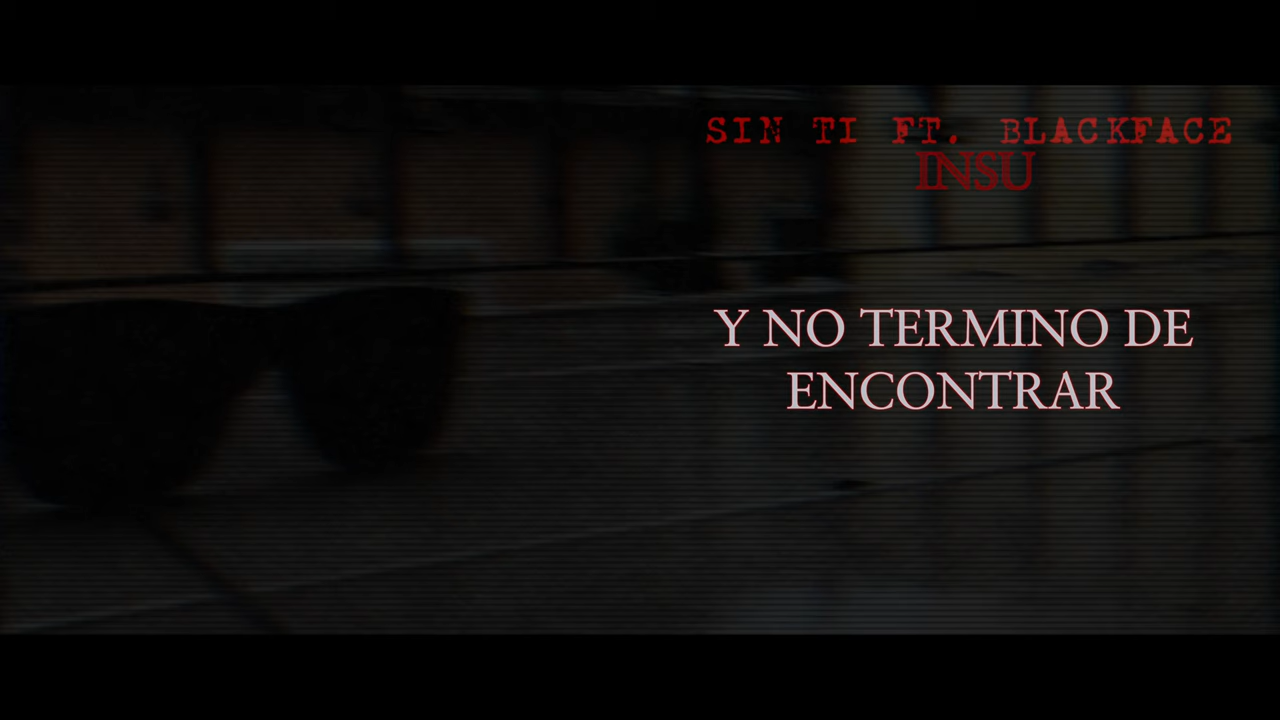 SIN TI FT. BLACKFACE
INSU
Y NO TERMINO DE
ENCONTRAR